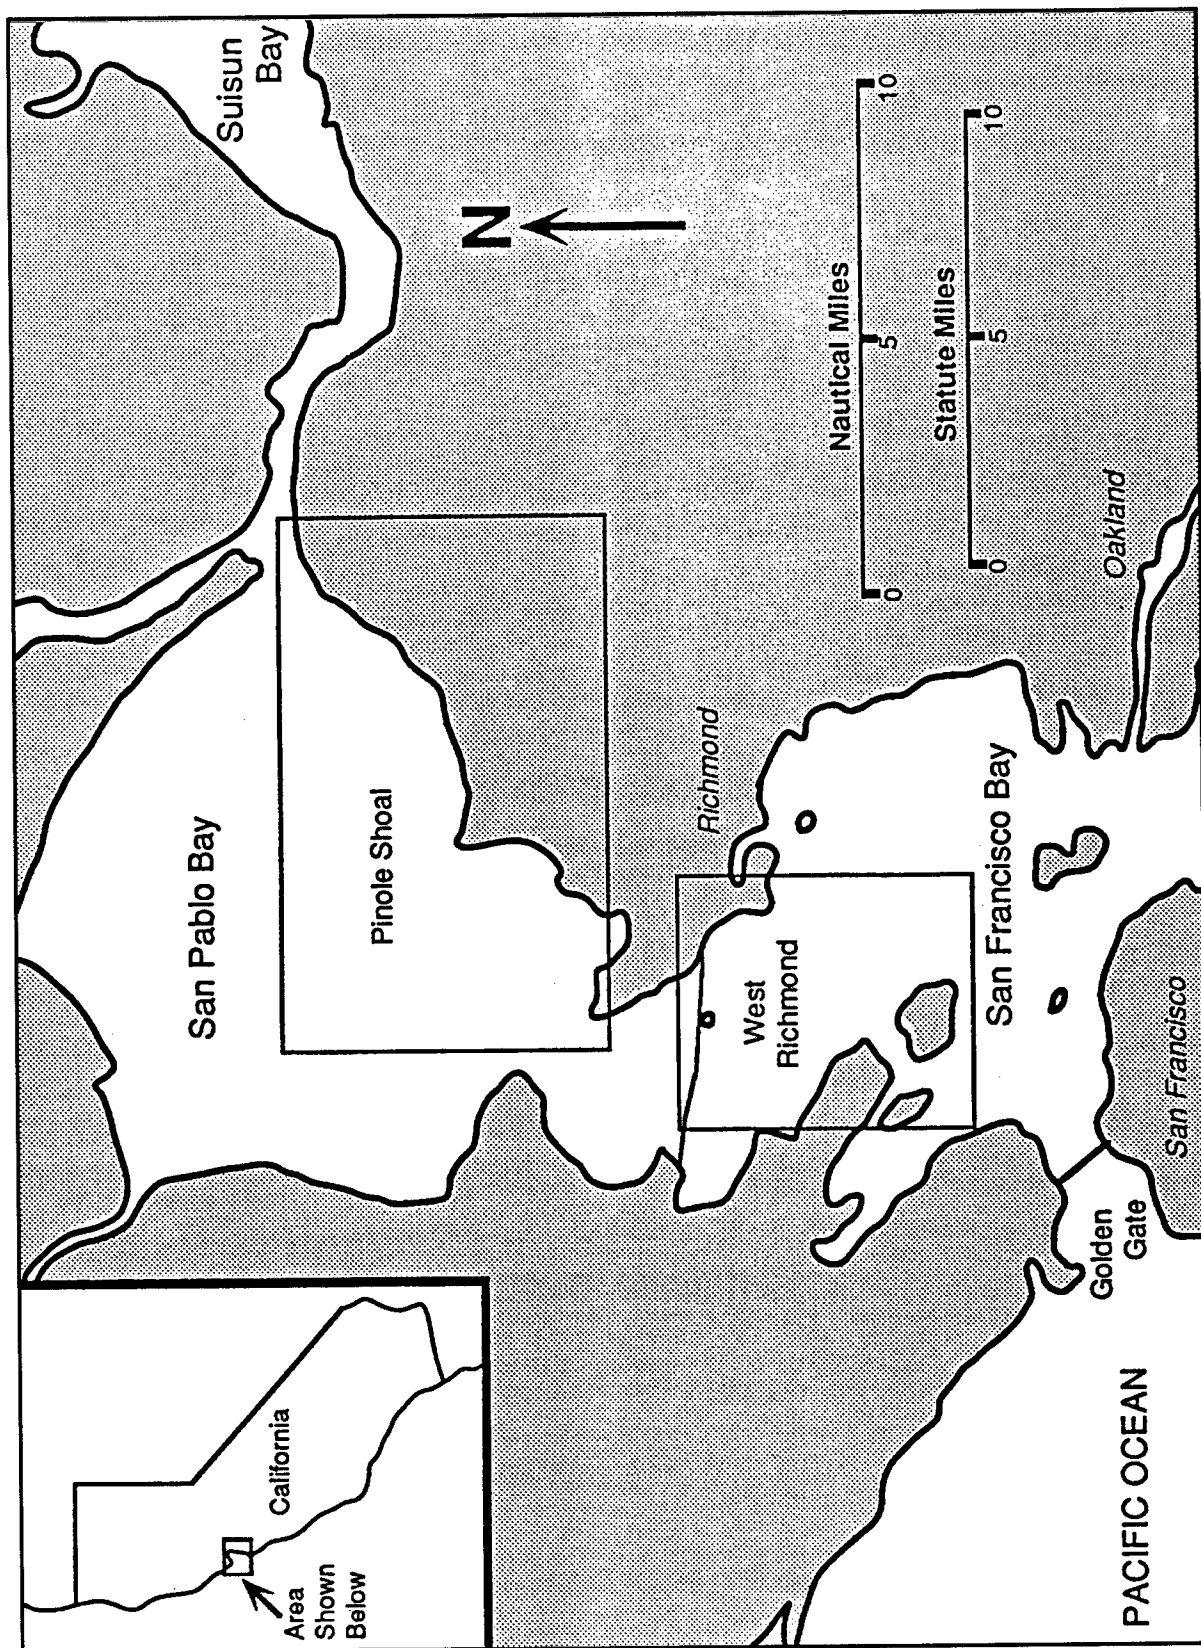 Suisun
Bay
N
Nautical Miles
0
5
10
Statute Miles
0
5
10
San Pablo Bay
Pinole Shoal
Richmond
West
Richmond
San Francisco Bay
Oakland
San Francisco
Golden
Gate
PACIFIC OCEAN
California
Area
Shown
Below